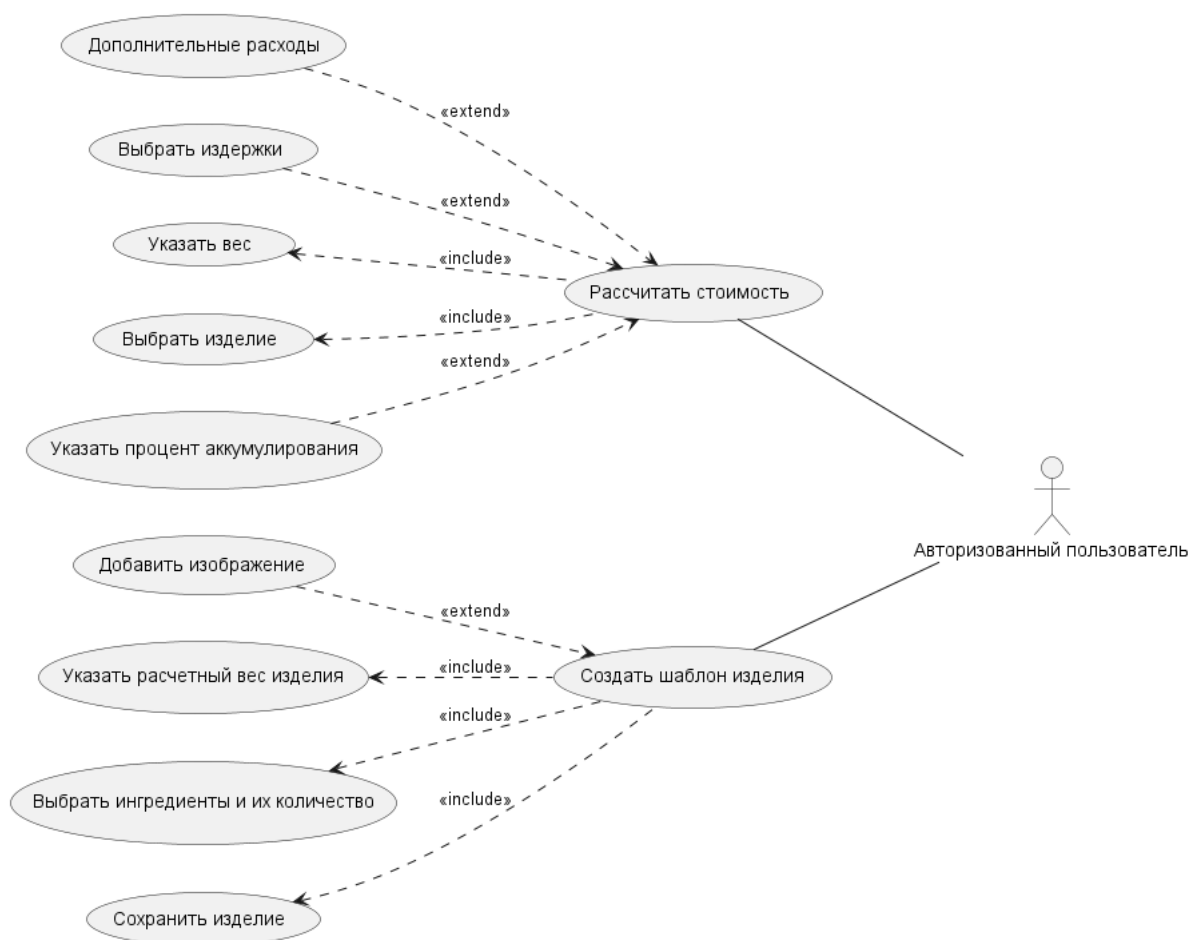 Дополнительные расходы
«extend»
Выбрать издержки
«extend»
Указать вес
«include»
Рассчитать стоимость
Выбрать изделие
«include»
«extend»
Указать процент аккумулирования
Авторизованный пользователь
Добавить изображение
«extend»
Указать расчетный вес изделия
«include»
Создать шаблон изделия
«include»
Выбрать ингредиенты и их количество
«include»
Сохранить изделие